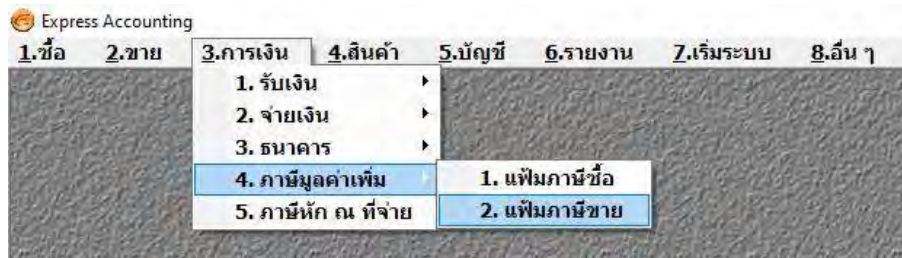 Express Accounting
1.ซื้อ 2.ขาย 3.การเงิน 4.สินค้า 5.บัญชี 6.รายงาน 7.เริ่มระบบ 8.อื่น ๆ
1. รับเงิน
2. จ่ายเงิน
3. ธนาคาร
4. ภาษีมูลค่าเพิ่ม 1. แฟ้มภาษีซื้อ
5. ภาษีหัก ณ ที่จ่าย 2. แฟ้มภาษีขาย